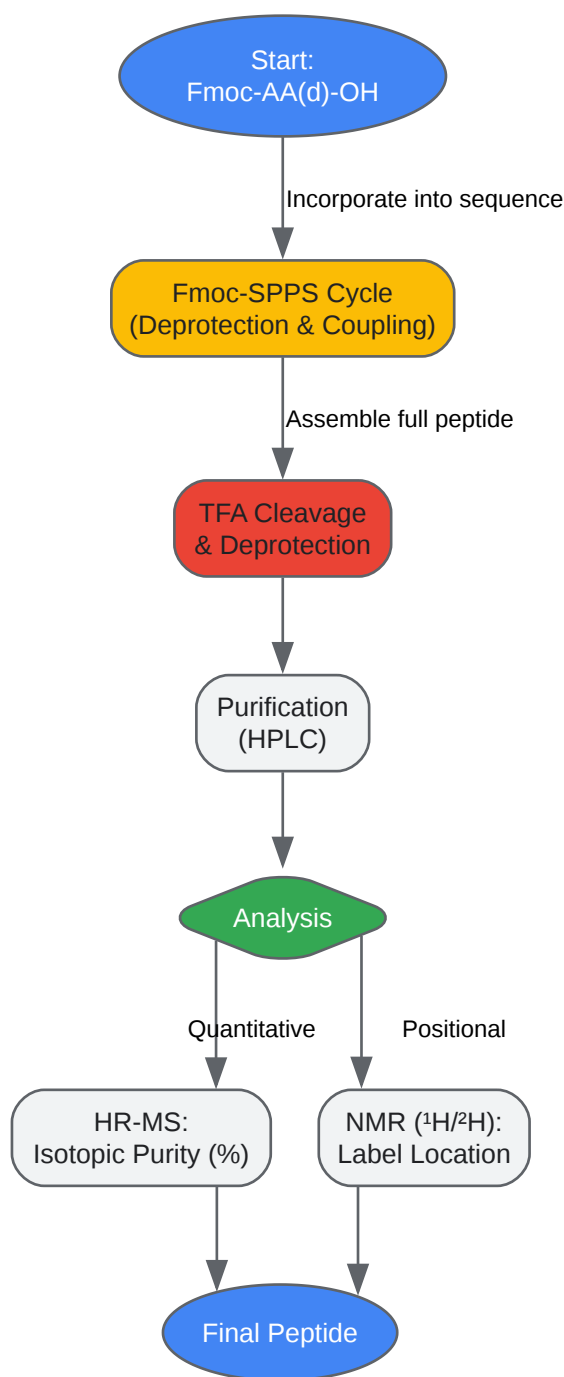 Start:
Fmoc-AA(d)-OH
Incorporate into sequence
Fmoc-SPPS Cycle
(Deprotection & Coupling)
Assemble full peptide
TFA Cleavage
& Deprotection
Purification
(HPLC)
Analysis
Quantitative
Positional
HR-MS:
Isotopic Purity (%)
NMR (¹H/²H):
Label Location
Final Peptide